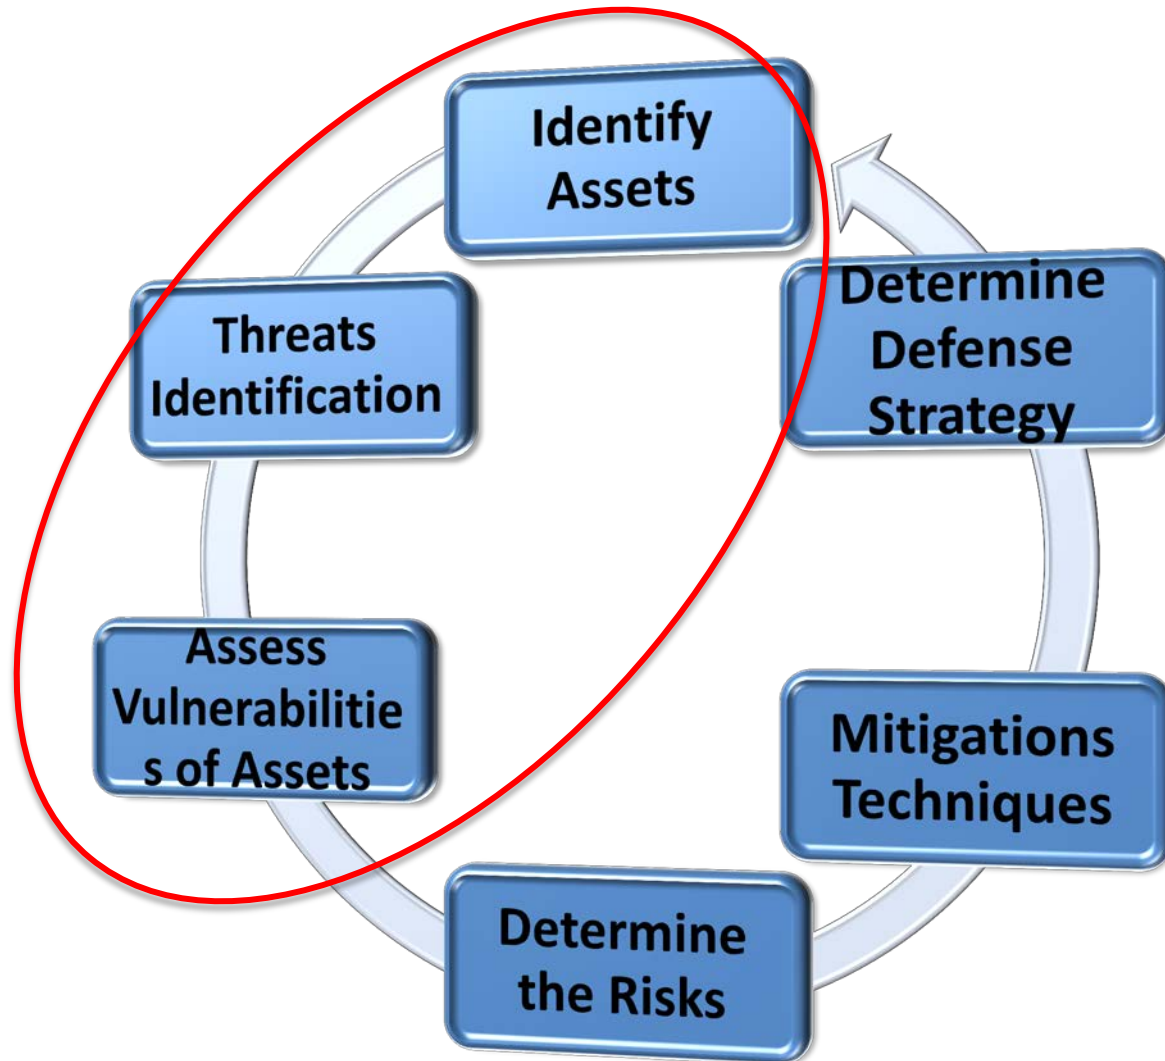 Identify
Assets
Threats
Identification
Assess
Vulnerabilitie
s of Assets
Determine
the Risks
Mitigations
Techniques
Determine
Defense
Strategy